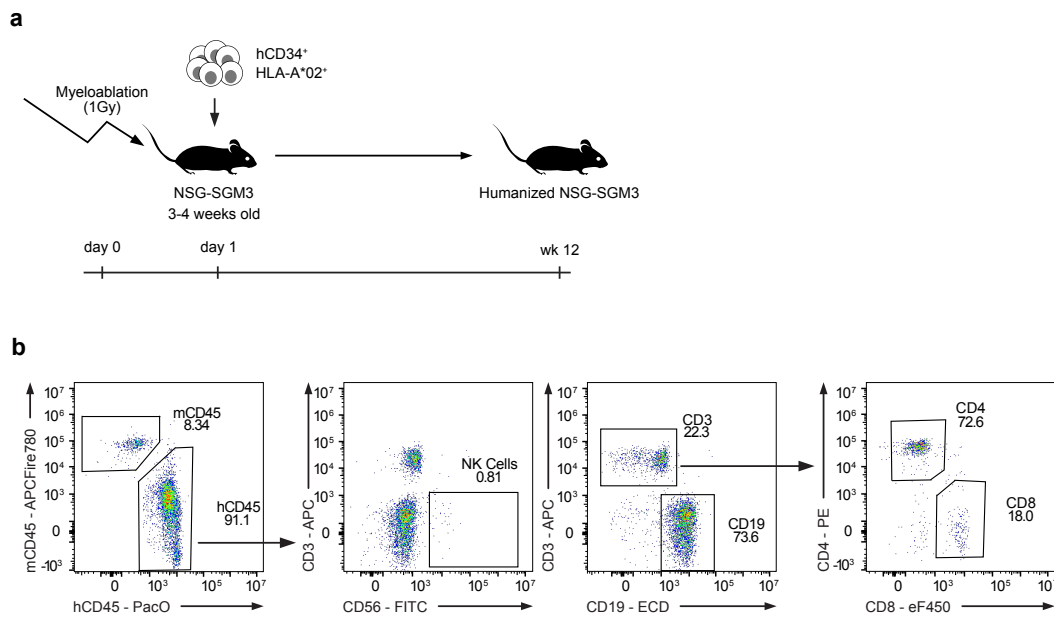 a
hCD34⁺
HLA-A*02⁺
Myeloablation
(1Gy)
NSG-SGM3
3-4 weeks old
Humanized NSG-SGM3
day 0
day 1
wk 12
b
mCD45 - APCFire780
10⁷
10⁶
10⁵
10⁴
10³
0
-10³
mCD45
8.34
hCD45
91.1
0
10³
10⁵
10⁷
hCD45 - PacO
CD3 - APC
10⁷
10⁶
10⁵
10⁴
10³
0
NK Cells
0.81
0
10³
10⁵
10⁷
CD56 - FITC
CD3 - APC
10⁷
10⁶
10⁵
10⁴
10³
0
-10³
CD3
22.3
CD19
73.6
0
10³
10⁵
10⁷
CD19 - ECD
CD4 - PE
10⁷
10⁶
10⁵
10⁴
10³
0
-10³
CD4
72.6
CD8
18.0
0
10³
10⁵
10⁷
CD8 - eF450